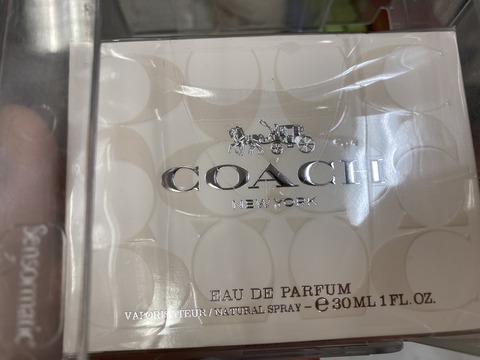 COACH
NEW YORK
EAU DE PARFUM
VAPORISATEUR / NATURAL SPRAY – ℮ 30 ML 1 FL. OZ.
Sensormatic